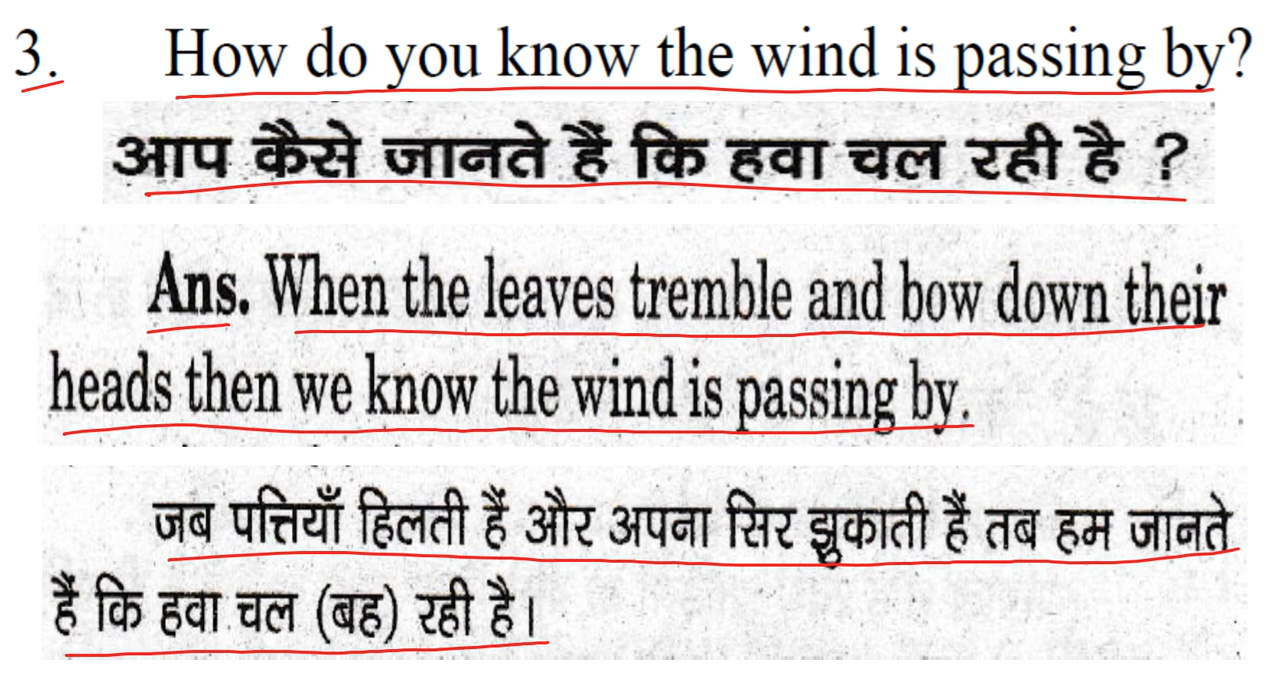 3. How do you know the wind is passing by?
आप कैसे जानते हैं कि हवा चल रही है ?
Ans. When the leaves tremble and bow down their
heads then we know the wind is passing by.
जब पत्तियाँ हिलती हैं और अपना सिर झुकाती हैं तब हम जानते
हैं कि हवा चल (बह) रही है।